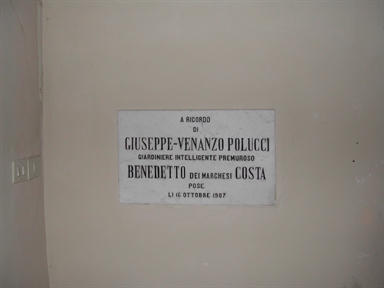 A RICORDO
DI
GIUSEPPE-VENANZO POLUCCI
GIARDINIERE INTELLIGENTE PREMUROSO
BENEDETTO DEI MARCHESI COSTA
POSE
LI 16 OTTOBRE 1907